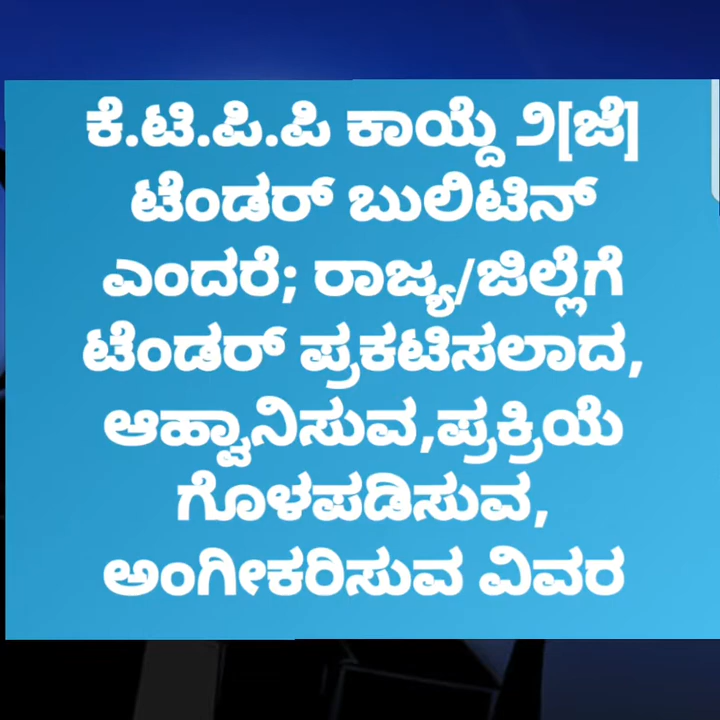 ಕೆ.ಟಿ.ಪಿ.ಪಿ ಕಾಯ್ದೆ ೨[ಜೆ]
ಟೆಂಡರ್ ಬುಲಿಟಿನ್
ಎಂದರೆ; ರಾಜ್ಯ/ಜಿಲ್ಲೆಗೆ
ಟೆಂಡರ್ ಪ್ರಕಟಿಸಲಾದ,
ಆಹ್ವಾನಿಸುವ,ಪ್ರಕ್ರಿಯೆ
ಗೊಳಪಡಿಸುವ,
ಅಂಗೀಕರಿಸುವ ವಿವರ